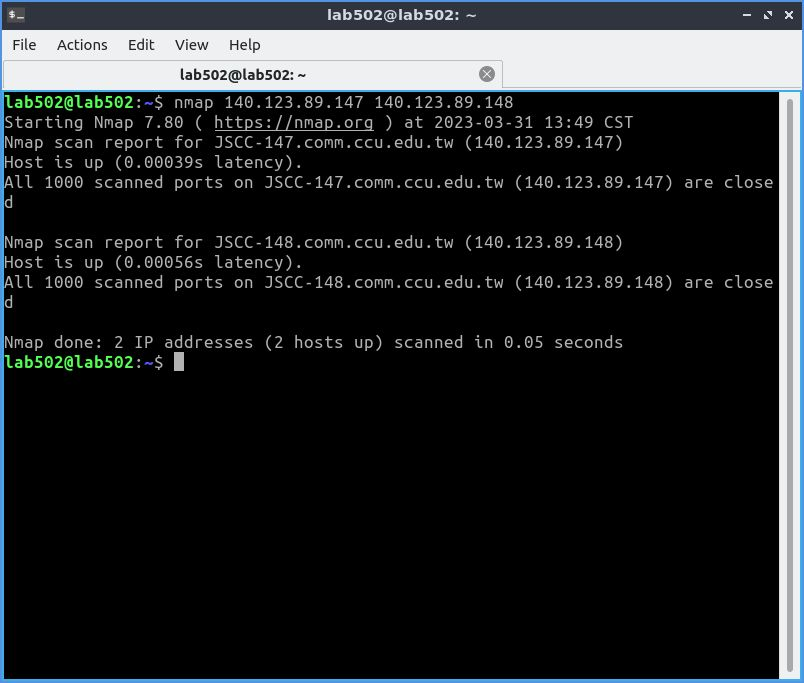 lab502@lab502: ~
File Actions Edit View Help
lab502@lab502: ~
lab502@lab502:~$ nmap 140.123.89.147 140.123.89.148
Starting Nmap 7.80 ( https://nmap.org ) at 2023-03-31 13:49 CST
Nmap scan report for JSCC-147.comm.ccu.edu.tw (140.123.89.147)
Host is up (0.00039s latency).
All 1000 scanned ports on JSCC-147.comm.ccu.edu.tw (140.123.89.147) are close
d
Nmap scan report for JSCC-148.comm.ccu.edu.tw (140.123.89.148)
Host is up (0.00056s latency).
All 1000 scanned ports on JSCC-148.comm.ccu.edu.tw (140.123.89.148) are close
d
Nmap done: 2 IP addresses (2 hosts up) scanned in 0.05 seconds
lab502@lab502:~$